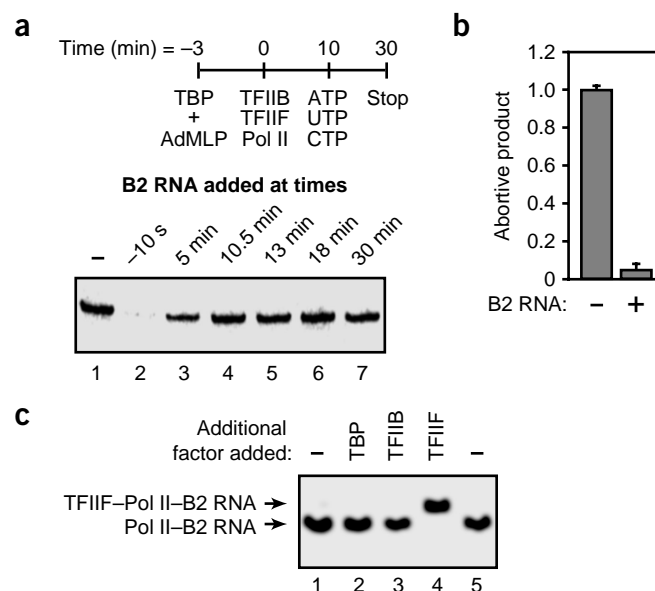 a
Time (min) = –3 0 10 30
TBP TFIIB ATP Stop
+ TFIIF UTP
AdMLP Pol II CTP
B2 RNA added at times
– –10 s 5 min 10.5 min 13 min 18 min 30 min
1 2 3 4 5 6 7
b
Abortive product
1.2
1.0
0.8
0.6
0.4
0.2
0
B2 RNA: – +
c
Additional
factor added: – TBP TFIIB TFIIF –
TFIIF–Pol II–B2 RNA
Pol II–B2 RNA
1 2 3 4 5